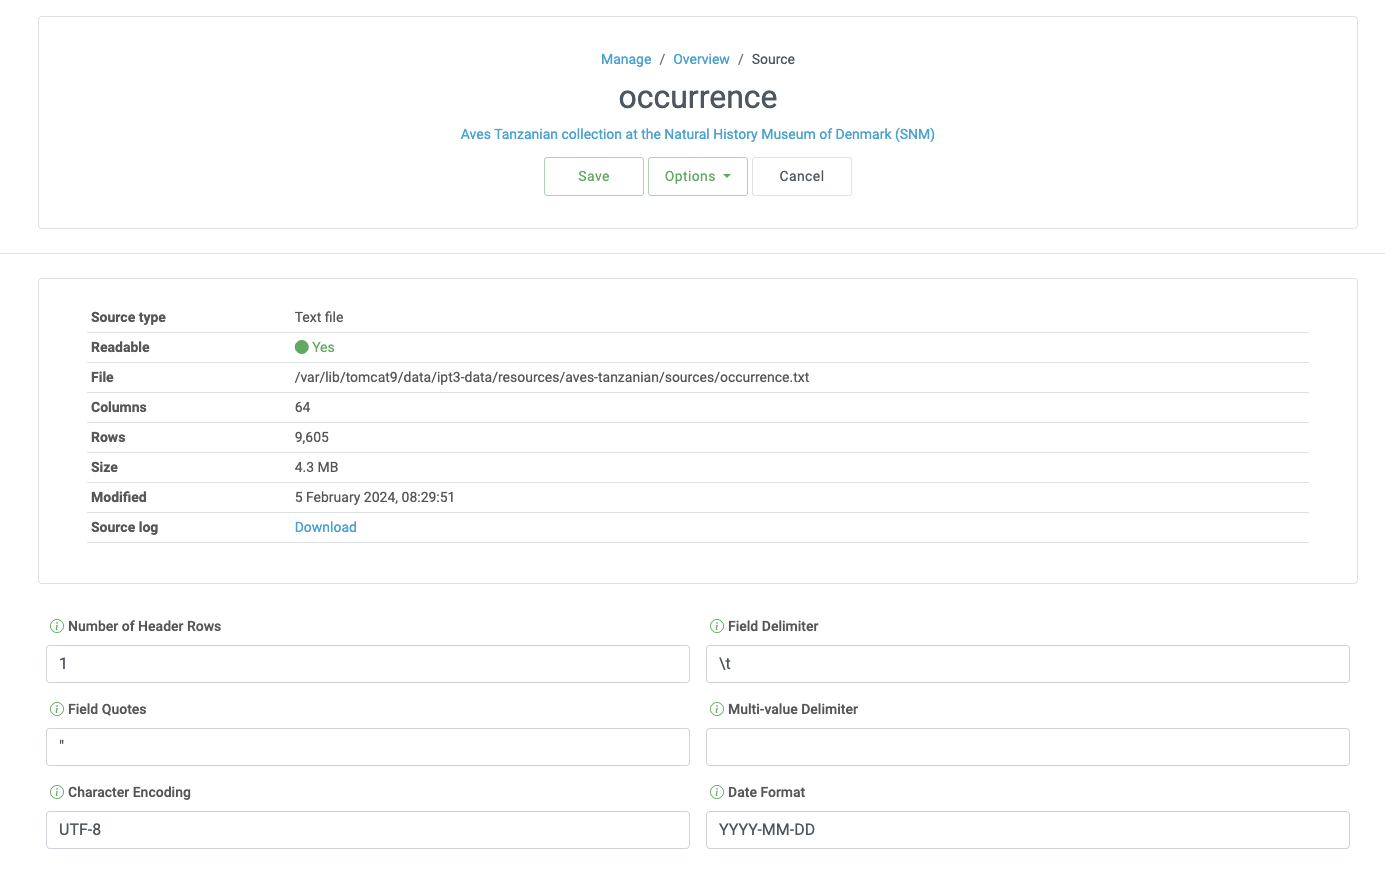 Manage / Overview / Source
occurrence
Aves Tanzanian collection at the Natural History Museum of Denmark (SNM)
Save Options Cancel
Source type Text file
Readable Yes
File /var/lib/tomcat9/data/ipt3-data/resources/aves-tanzanian/sources/occurrence.txt
Columns 64
Rows 9,605
Size 4.3 MB
Modified 5 February 2024, 08:29:51
Source log Download
Number of Header Rows Field Delimiter
1 \t
Field Quotes Multi-value Delimiter
"
Character Encoding Date Format
UTF-8 YYYY-MM-DD